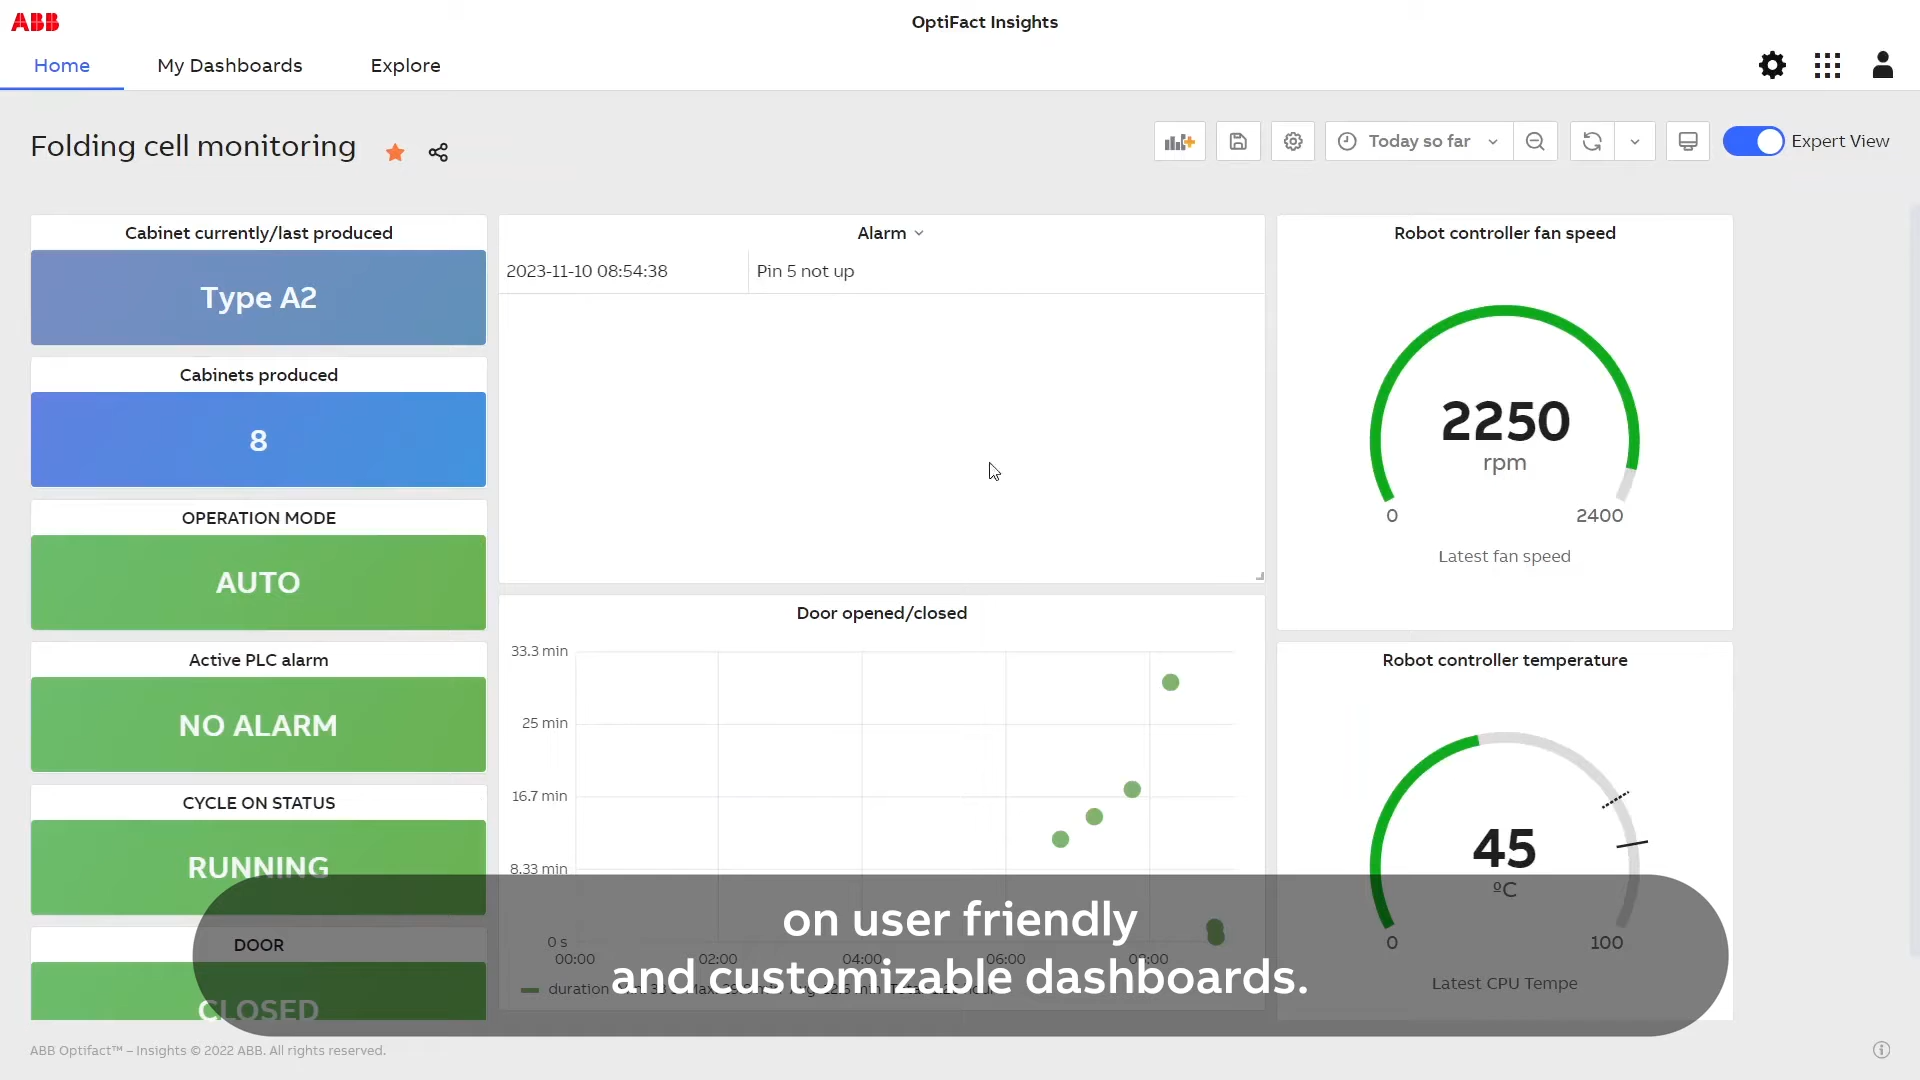 ABB
OptiFact Insights
Home
My Dashboards
Explore
Folding cell monitoring
Today so far
Expert View
Cabinet currently/last produced
Type A2
Cabinets produced
8
OPERATION MODE
AUTO
Active PLC alarm
NO ALARM
CYCLE ON STATUS
RUNNING
DOOR
CLOSED
Alarm
2023-11-10 08:54:38
Pin 5 not up
Door opened/closed
33.3 min
25 min
16.7 min
8.33 min
0 s
00:00
02:00
04:00
06:00
08:00
duration
Robot controller fan speed
2250
rpm
0
2400
Latest fan speed
Robot controller temperature
45
ºC
0
100
Latest CPU Tempe
on user friendly
and customizable dashboards.
ABB Optifact™ – Insights © 2022 ABB. All rights reserved.